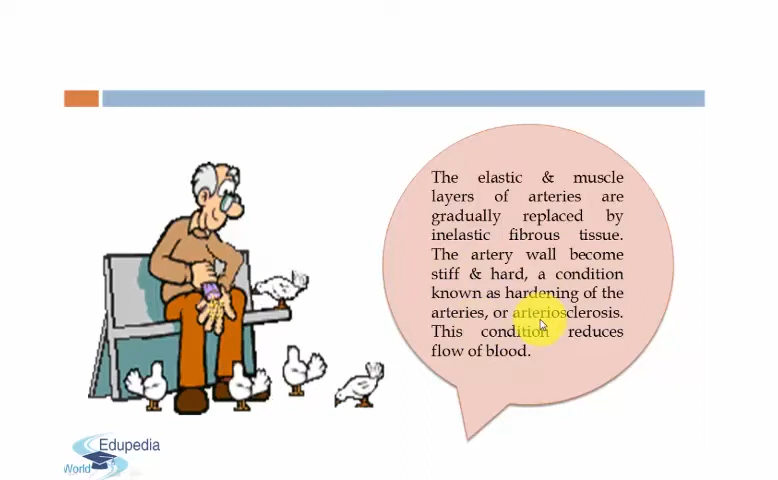 The elastic & muscle
layers of arteries are
gradually replaced by
inelastic fibrous tissue.
The artery wall become
stiff & hard, a condition
known as hardening of the
arteries, or arteriosclerosis.
This condition reduces
flow of blood.
Edupedia
World